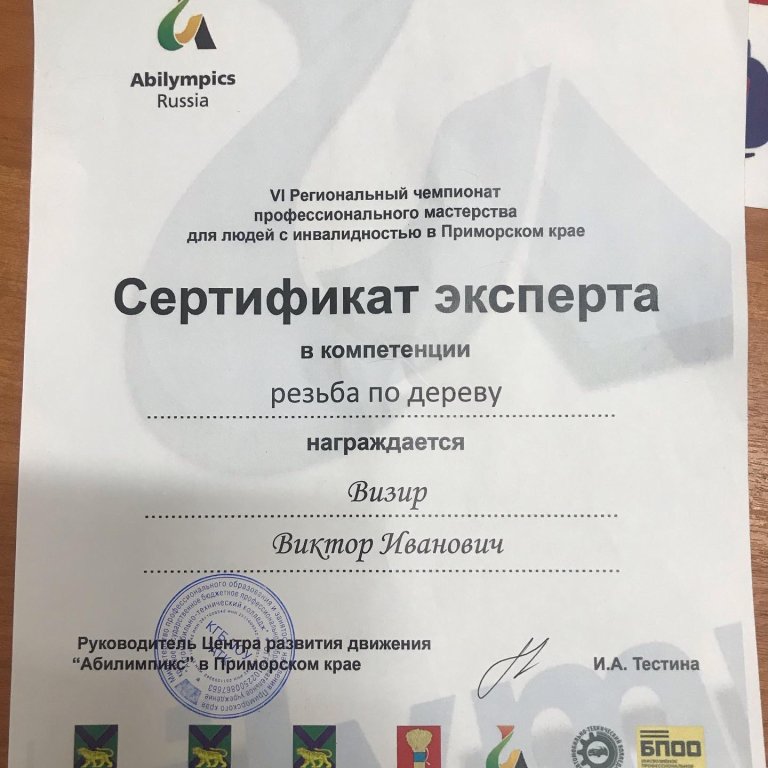 Abilympics
Russia
VI Региональный чемпионат
профессионального мастерства
для людей с инвалидностью в Приморском крае
Сертификат эксперта
в компетенции
резьба по дереву
награждается
Визир
Виктор Иванович
Руководитель Центра развития движения
“Абилимпикс” в Приморском крае
И.А. Тестина
БПОО